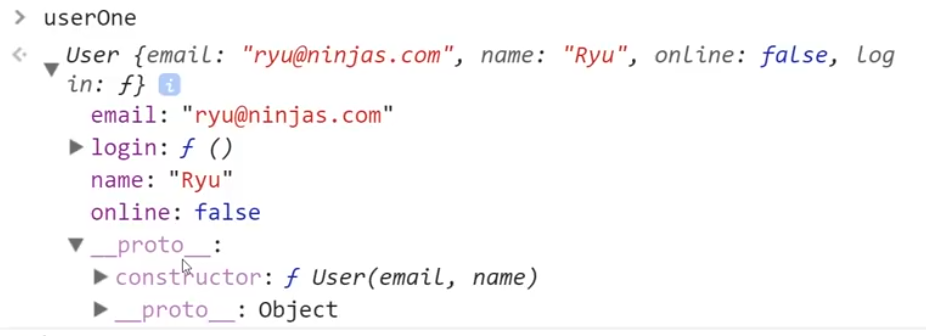 userOne
User {email: "ryu@ninjas.com", name: "Ryu", online: false, log
in: ƒ} i
email: "ryu@ninjas.com"
login: ƒ ()
name: "Ryu"
online: false
__proto__:
constructor: ƒ User(email, name)
__proto__: Object